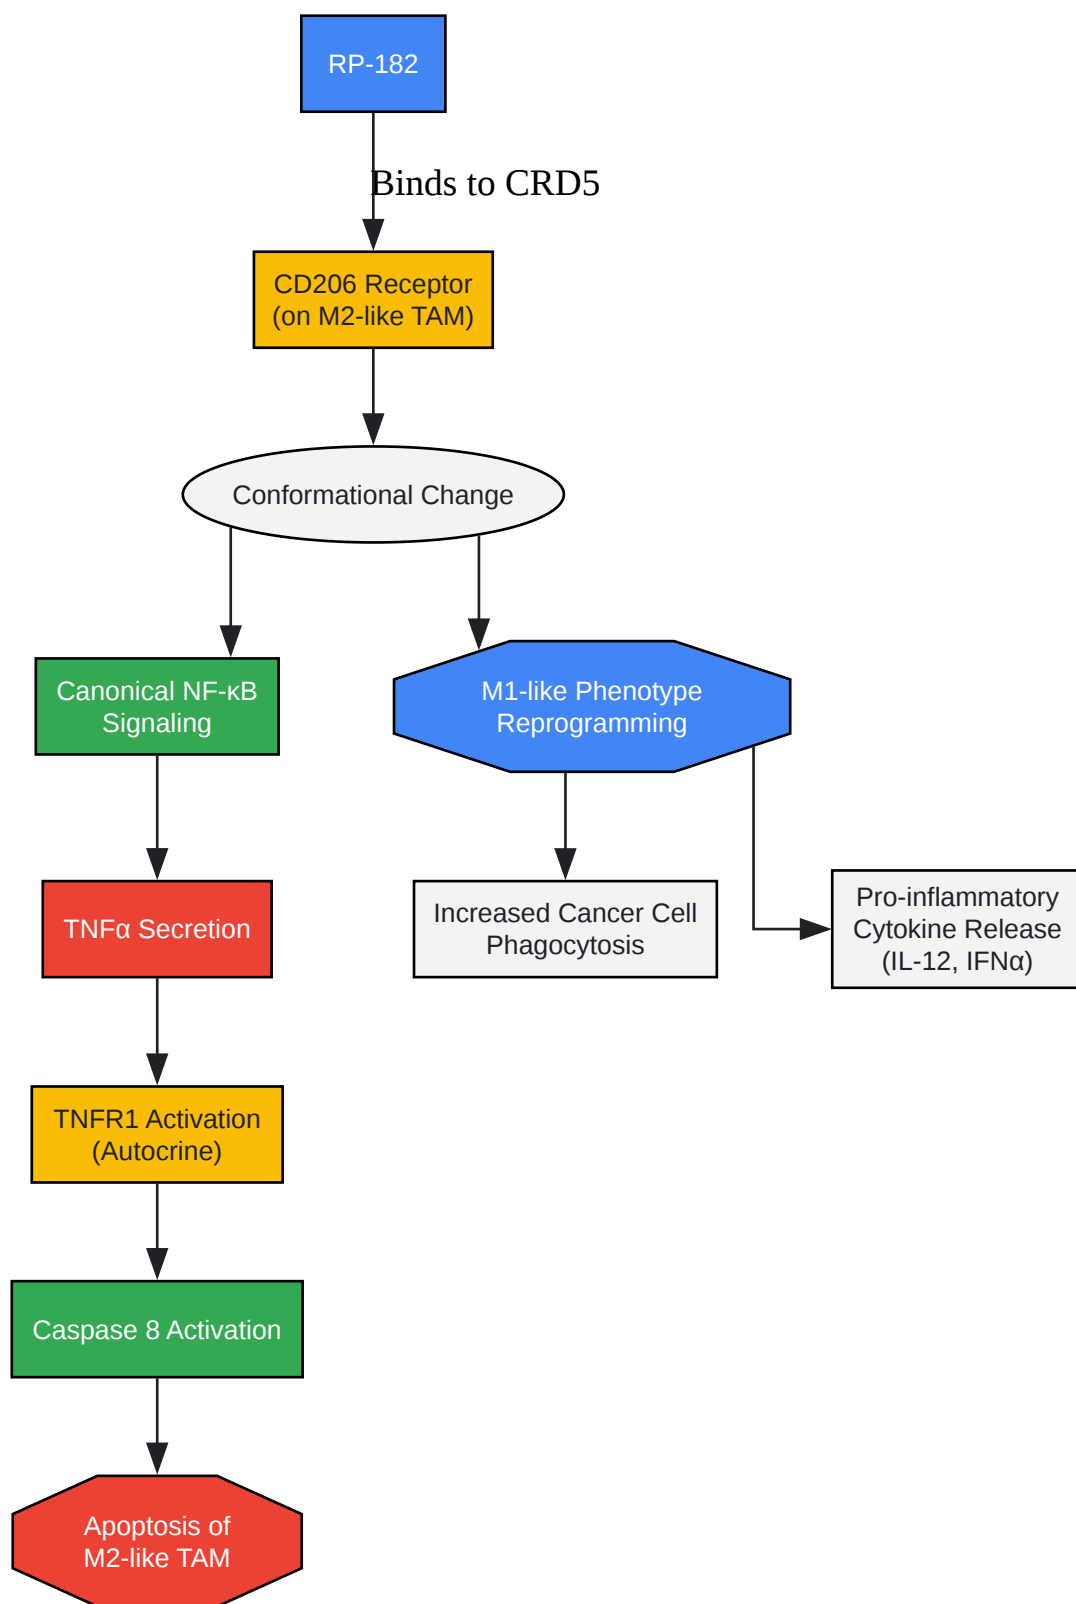 RP-182
Binds to CRD5
CD206 Receptor
(on M2-like TAM)
Conformational Change
Canonical NF-κB
Signaling
M1-like Phenotype
Reprogramming
TNFα Secretion
Increased Cancer Cell
Phagocytosis
Pro-inflammatory
Cytokine Release
(IL-12, IFNα)
TNFR1 Activation
(Autocrine)
Caspase 8 Activation
Apoptosis of
M2-like TAM